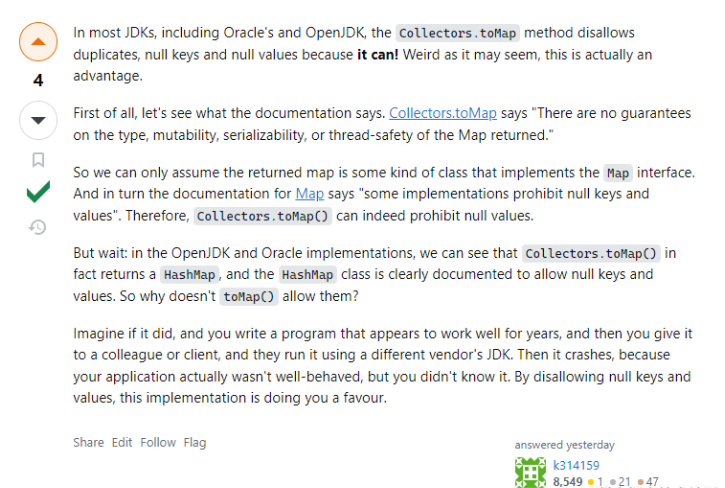 In most JDKs, including Oracle's and OpenJDK, the Collectors.toMap method disallows
duplicates, null keys and null values because it can! Weird as it may seem, this is actually an
advantage.
4
First of all, let's see what the documentation says. Collectors.toMap says "There are no guarantees
on the type, mutability, serializability, or thread-safety of the Map returned."
So we can only assume the returned map is some kind of class that implements the Map interface.
And in turn the documentation for Map says "some implementations prohibit null keys and
values". Therefore, Collectors.toMap() can indeed prohibit null values.
But wait: in the OpenJDK and Oracle implementations, we can see that Collectors.toMap() in
fact returns a HashMap, and the HashMap class is clearly documented to allow null keys and
values. So why doesn't toMap() allow them?
Imagine if it did, and you write a program that appears to work well for years, and then you give it
to a colleague or client, and they run it using a different vendor's JDK. Then it crashes, because
your application actually wasn't well-behaved, but you didn't know it. By disallowing null keys and
values, this implementation is doing you a favour.
Share Edit Follow Flag
answered yesterday
k314159
8,549 1 21 47